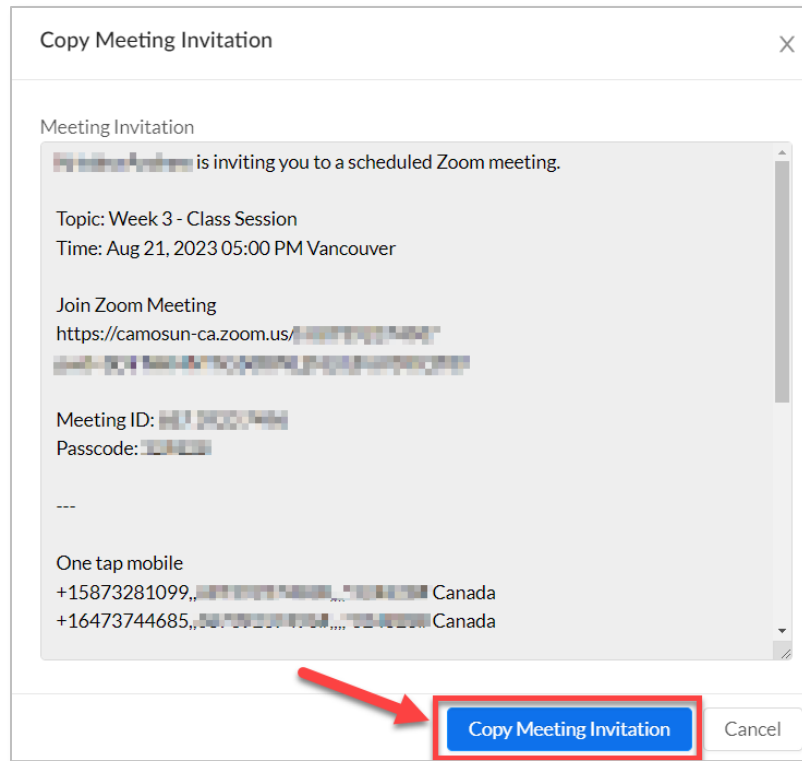 Copy Meeting Invitation
X
Meeting Invitation
is inviting you to a scheduled Zoom meeting.
Topic: Week 3 - Class Session
Time: Aug 21, 2023 05:00 PM Vancouver
Join Zoom Meeting
https://camosun-ca.zoom.us/
Meeting ID:
Passcode:
---
One tap mobile
+15873281099,, Canada
+16473744685,, Canada
Copy Meeting Invitation
Cancel